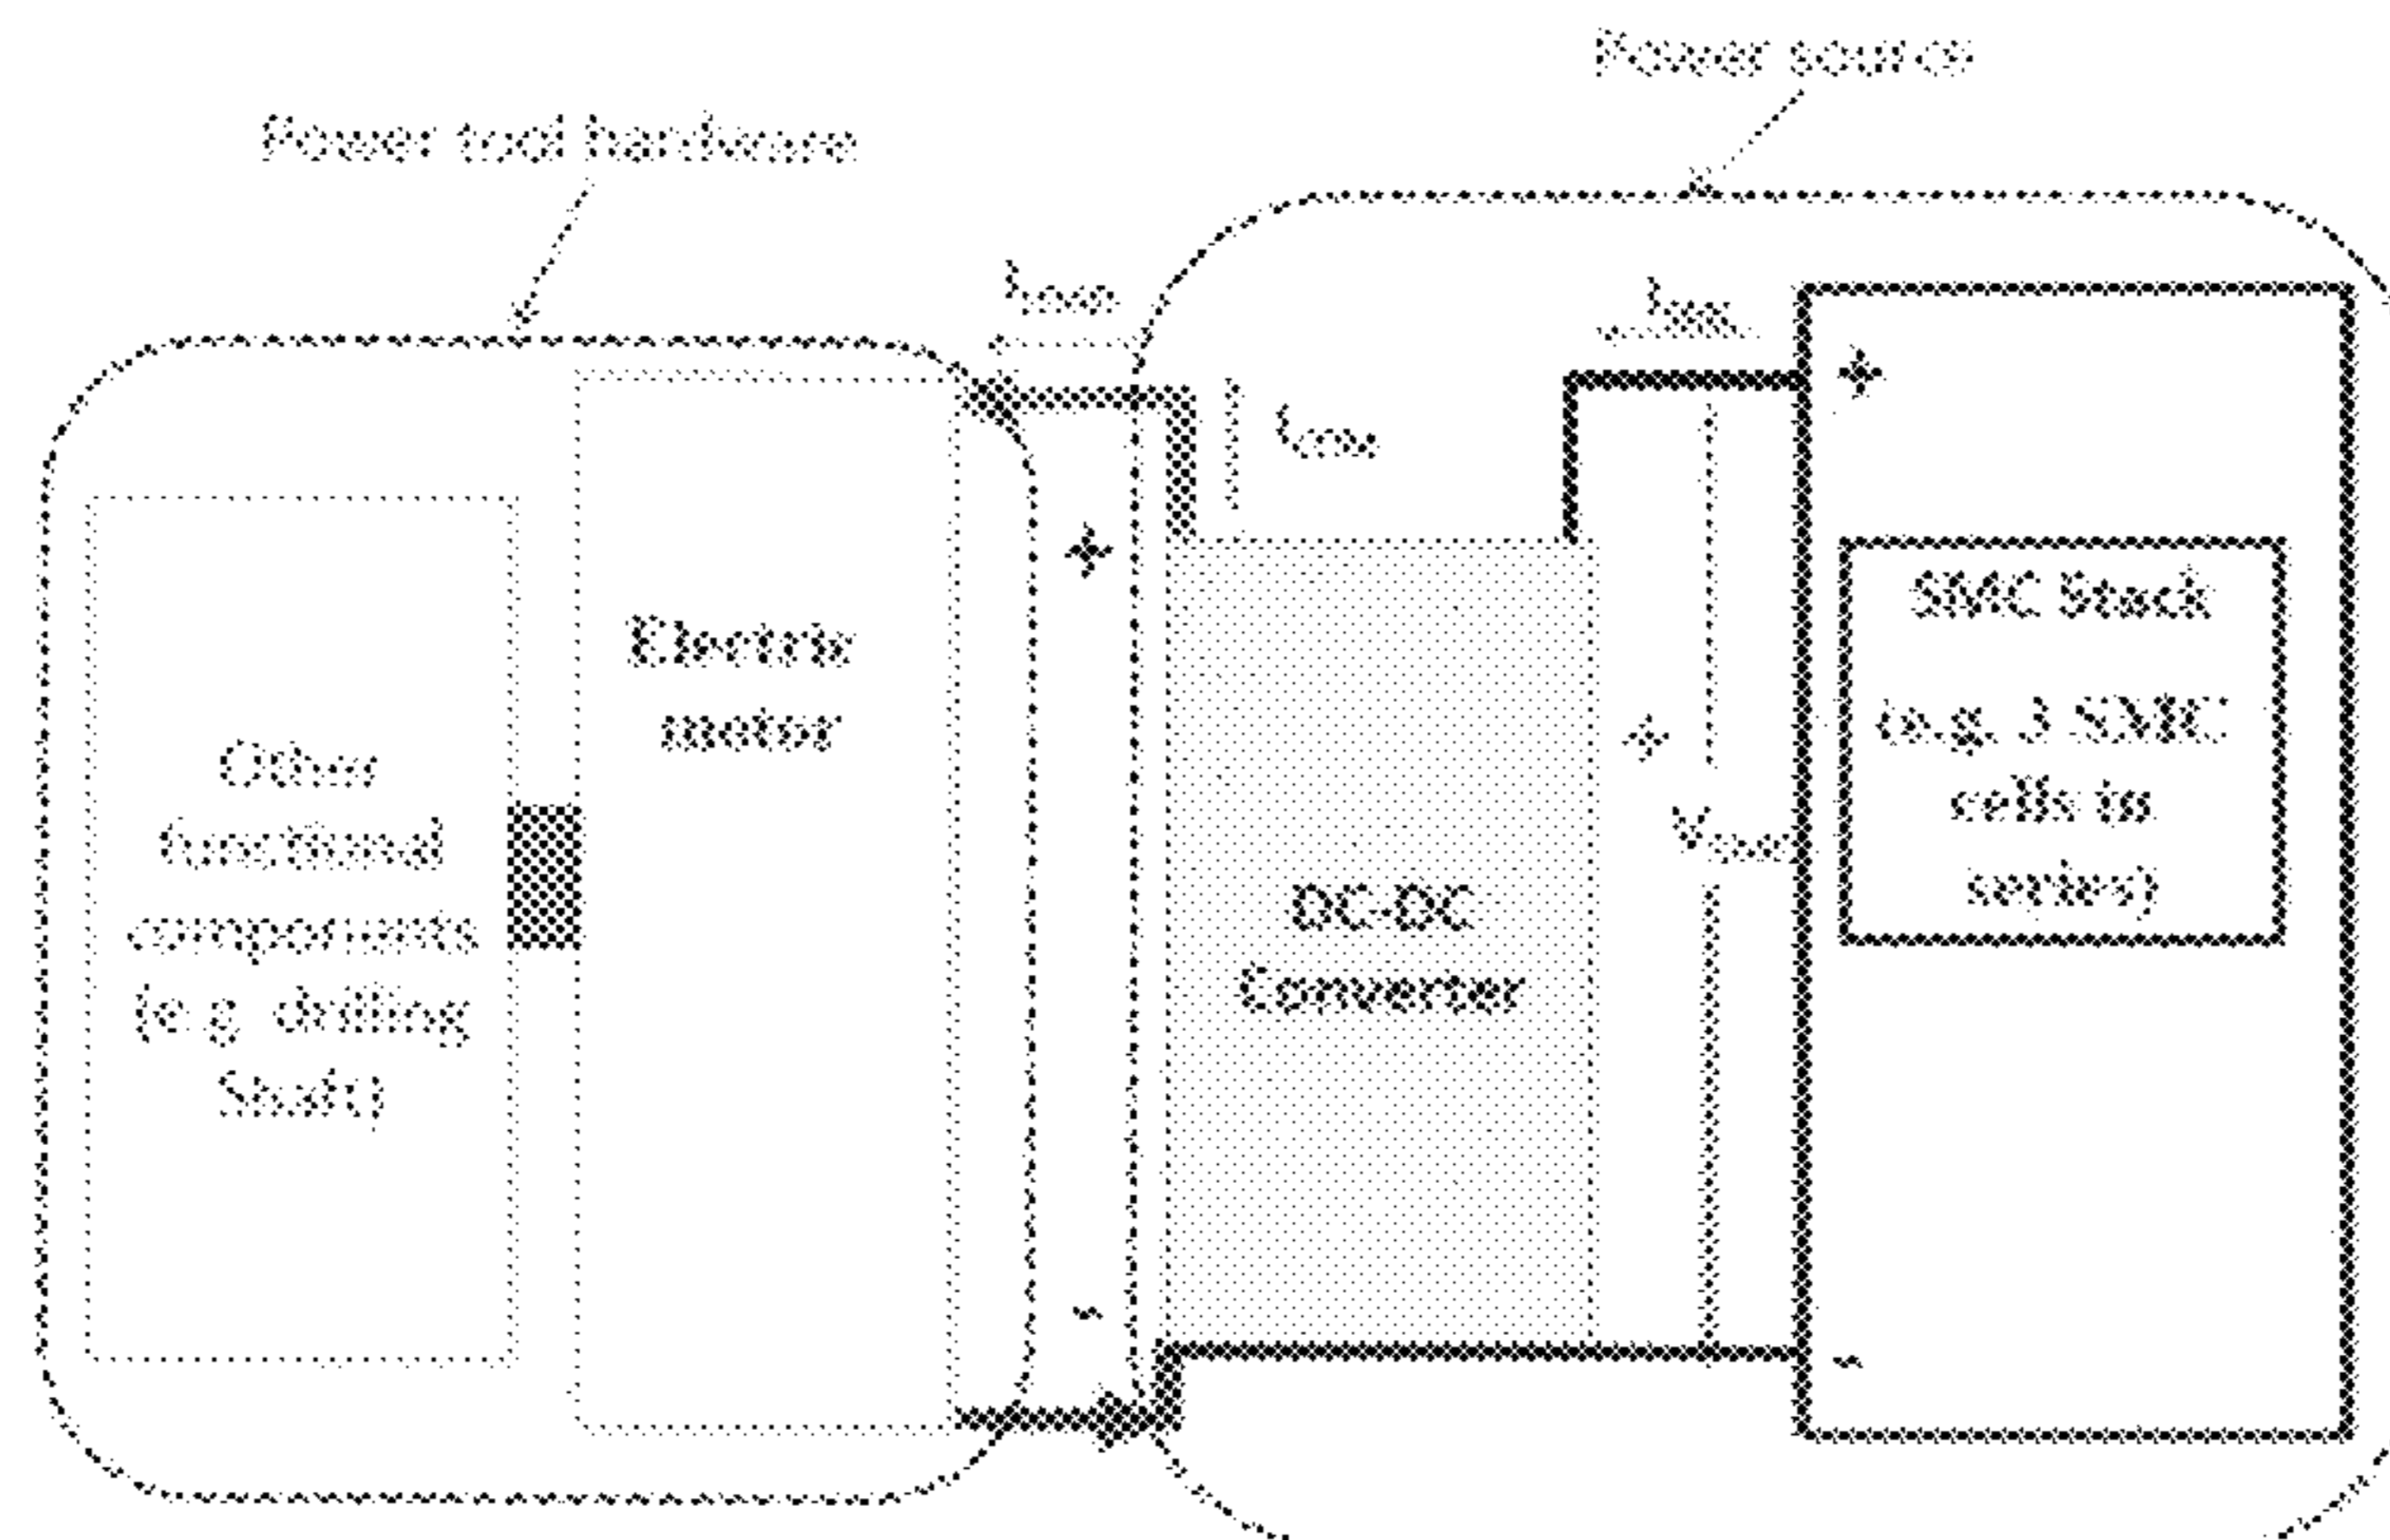 Power source
Power tool hardware
+
+
Electric
motor
SMC Stack
(e.g. 3 SMC
cells in
series)
+
Other
functional
components
(e.g. drilling
Shaft)
DC-DC
Converter
-
-